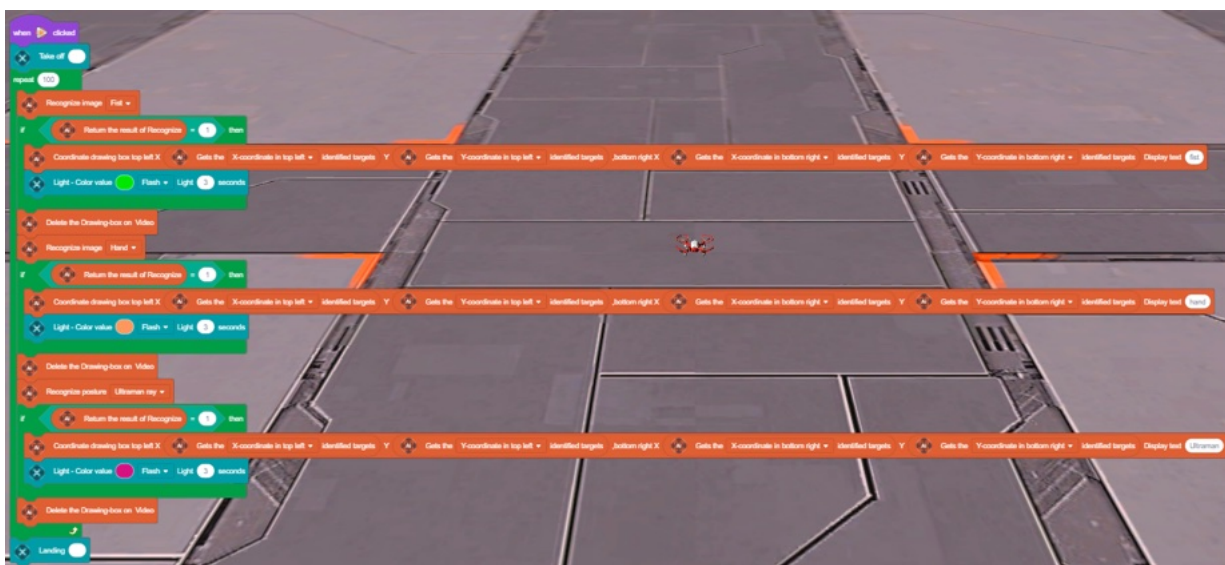 when clicked
Take off
repeat 100
Recognize image Fist
if Return the result of Recognize = 1 then
Coordinate drawing box top left X Gets the X-coordinate in top left identified targets Y Gets the Y-coordinate in top left identified targets ,bottom right X Gets the X-coordinate in bottom right identified targets Y Gets the Y-coordinate in bottom right identified targets Display text fist
Light - Color value Flash Light 3 seconds
Delete the Drawing-box on Video
Recognize image Hand
if Return the result of Recognize = 1 then
Coordinate drawing box top left X Gets the X-coordinate in top left identified targets Y Gets the Y-coordinate in top left identified targets ,bottom right X Gets the X-coordinate in bottom right identified targets Y Gets the Y-coordinate in bottom right identified targets Display text hand
Light - Color value Flash Light 3 seconds
Delete the Drawing-box on Video
Recognize posture Ultraman ray
if Return the result of Recognize = 1 then
Coordinate drawing box top left X Gets the X-coordinate in top left identified targets Y Gets the Y-coordinate in top left identified targets ,bottom right X Gets the X-coordinate in bottom right identified targets Y Gets the Y-coordinate in bottom right identified targets Display text Ultraman
Light - Color value Flash Light 3 seconds
Delete the Drawing-box on Video
Landing